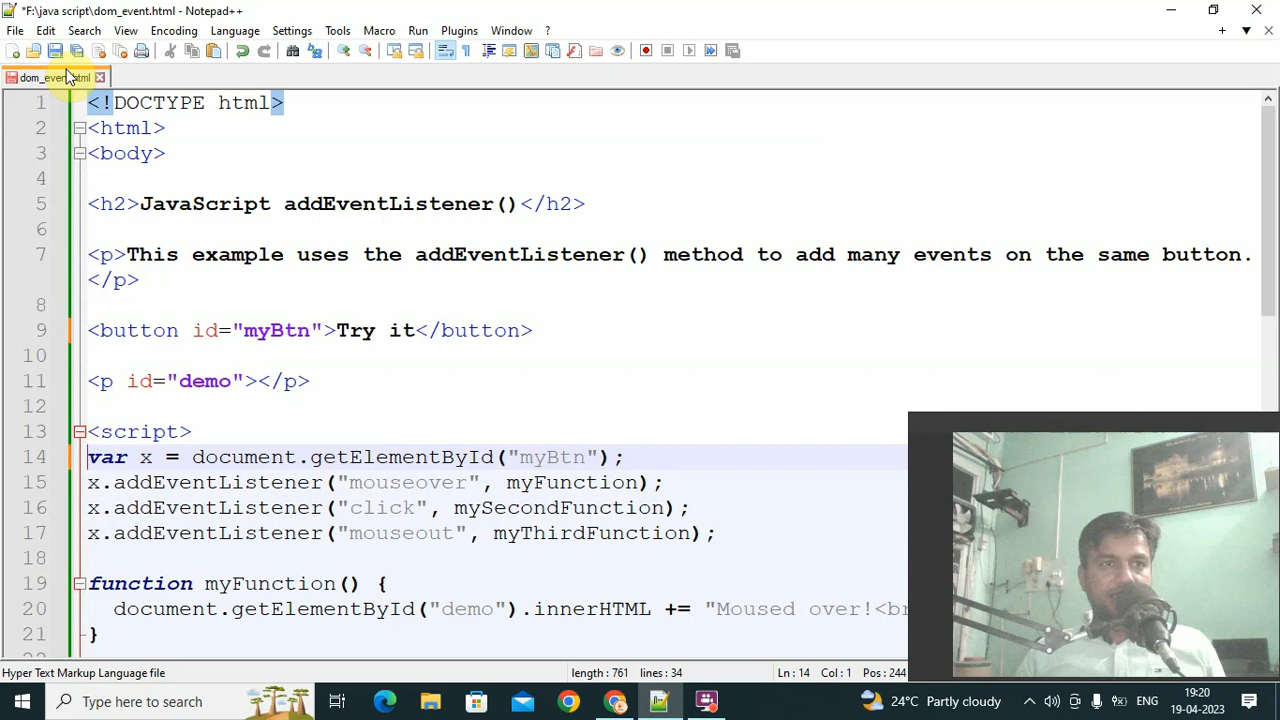 *F:\java script\dom_event.html - Notepad++
File Edit Search View Encoding Language Settings Tools Macro Run Plugins Window ?
dom_event.html
1 <!DOCTYPE html>
2 <html>
3 <body>
4
5 <h2>JavaScript addEventListener()</h2>
6
7 <p>This example uses the addEventListener() method to add many events on the same button.
</p>
8
9 <button id="myBtn">Try it</button>
10
11 <p id="demo"></p>
12
13 <script>
14 var x = document.getElementById("myBtn");
15 x.addEventListener("mouseover", myFunction);
16 x.addEventListener("click", mySecondFunction);
17 x.addEventListener("mouseout", myThirdFunction);
18
19 function myFunction() {
20 document.getElementById("demo").innerHTML += "Moused over!<br
21 }
Hyper Text Markup Language file length : 761 lines : 34 Ln : 14 Col : 1 Pos : 244
Type here to search 24°C Partly cloudy ENG 19:20
19-04-2023